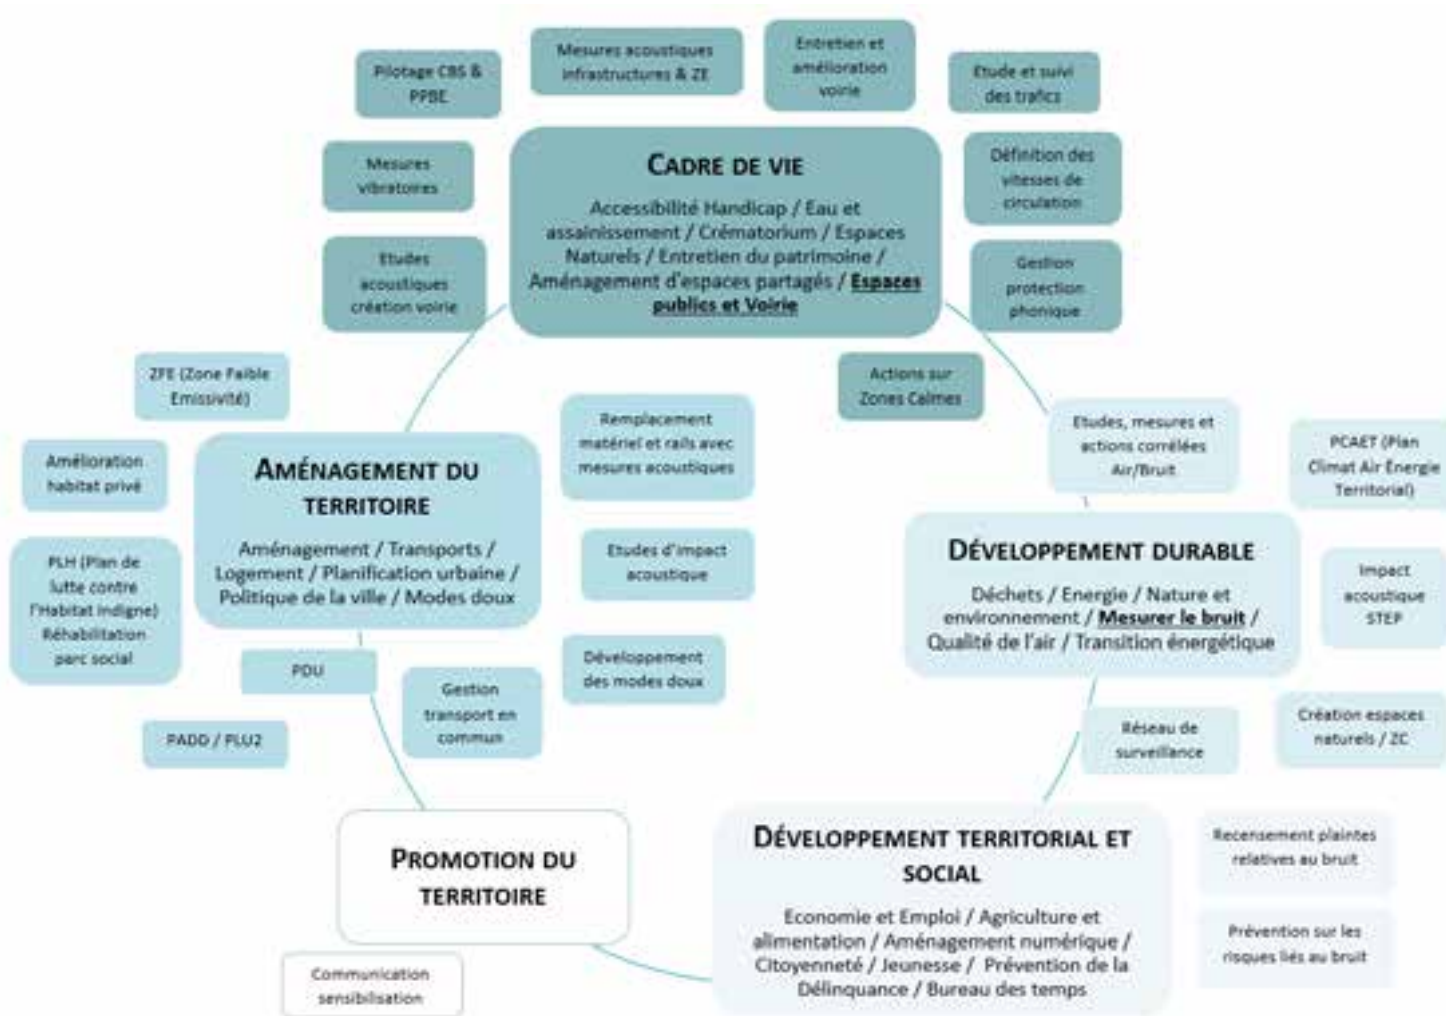 Pilotage CBS &
PPBE
Mesures acoustiques
infrastructures & ZE
Entretien et
amélioration
voirie
Etude et suivi
des trafics
Mesures
vibratoires
CADRE DE VIE
Accessibilité Handicap / Eau et
assainissement / Crématorium / Espaces
Naturels / Entretien du patrimoine /
Aménagement d'espaces partagés / Espaces
publics et Voirie
Définition des
vitesses de
circulation
Etudes
acoustiques
création voirie
Gestion
protection
phonique
Actions sur
Zones Calmes
ZFE (Zone Faible
Emissivité)
Amélioration
habitat privé
AMÉNAGEMENT DU
TERRITOIRE
Aménagement / Transports /
Logement / Planification urbaine /
Politique de la ville / Modes doux
Remplacement
matériel et rails avec
mesures acoustiques
Etudes d'impact
acoustique
PLH (Plan de
lutte contre
l'Habitat indigne)
Réhabilitation
parc social
PDU
PADD / PLU2
Gestion
transport en
commun
Développement
des modes doux
Etudes, mesures et
actions corrélées
Air/Bruit
PCAET (Plan
Climat Air Énergie
Territorial)
DÉVELOPPEMENT DURABLE
Déchets / Energie / Nature et
environnement / Mesurer le bruit /
Qualité de l'air / Transition énergétique
Impact
acoustique
STEP
Réseau de
surveillance
Création espaces
naturels / ZC
PROMOTION DU
TERRITOIRE
Communication
sensibilisation
DÉVELOPPEMENT TERRITORIAL ET
SOCIAL
Economie et Emploi / Agriculture et
alimentation / Aménagement numérique /
Citoyenneté / Jeunesse / Prévention de la
Délinquance / Bureau des temps
Recensement plaintes
relatives au bruit
Prévention sur les
risques liés au bruit